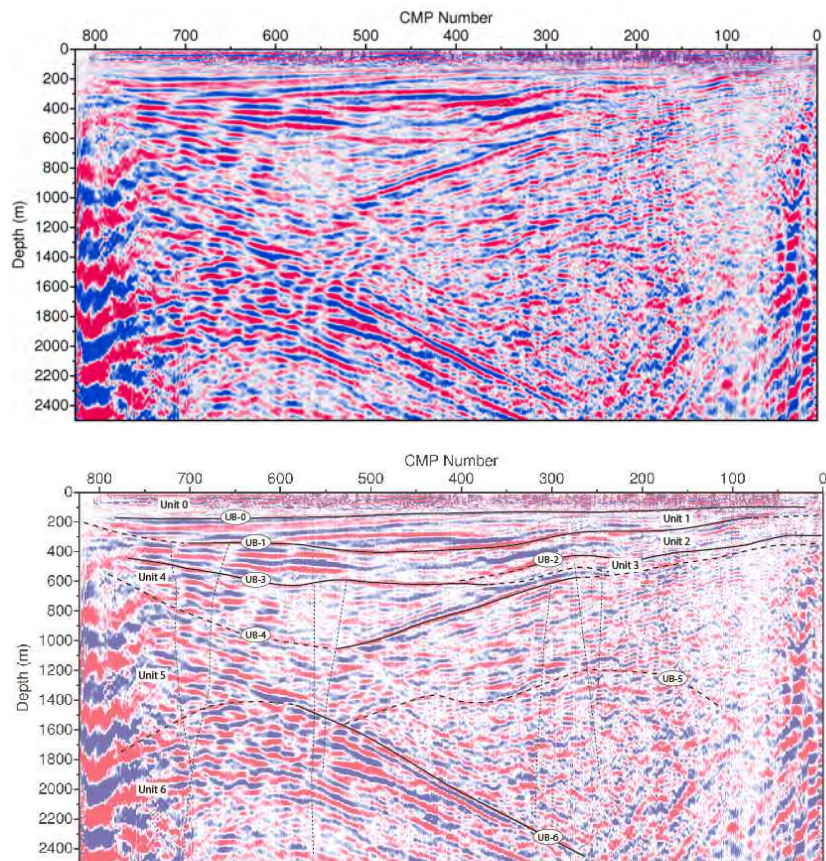 CMP Number
800 700 600 500 400 300 200 100 0
0
200
400
600
800
1000
1200
1400
1600
1800
2000
2200
2400
Depth (m)
CMP Number
800 700 600 500 400 300 200 100 0
0
200
400
600
800
1000
1200
1400
1600
1800
2000
2200
2400
Depth (m)
Unit 0
UB-0
Unit 1
UB-1
Unit 2
UB-2
Unit 3
Unit 4
UB-3
UB-4
Unit 5
UB-5
Unit 6
UB-6